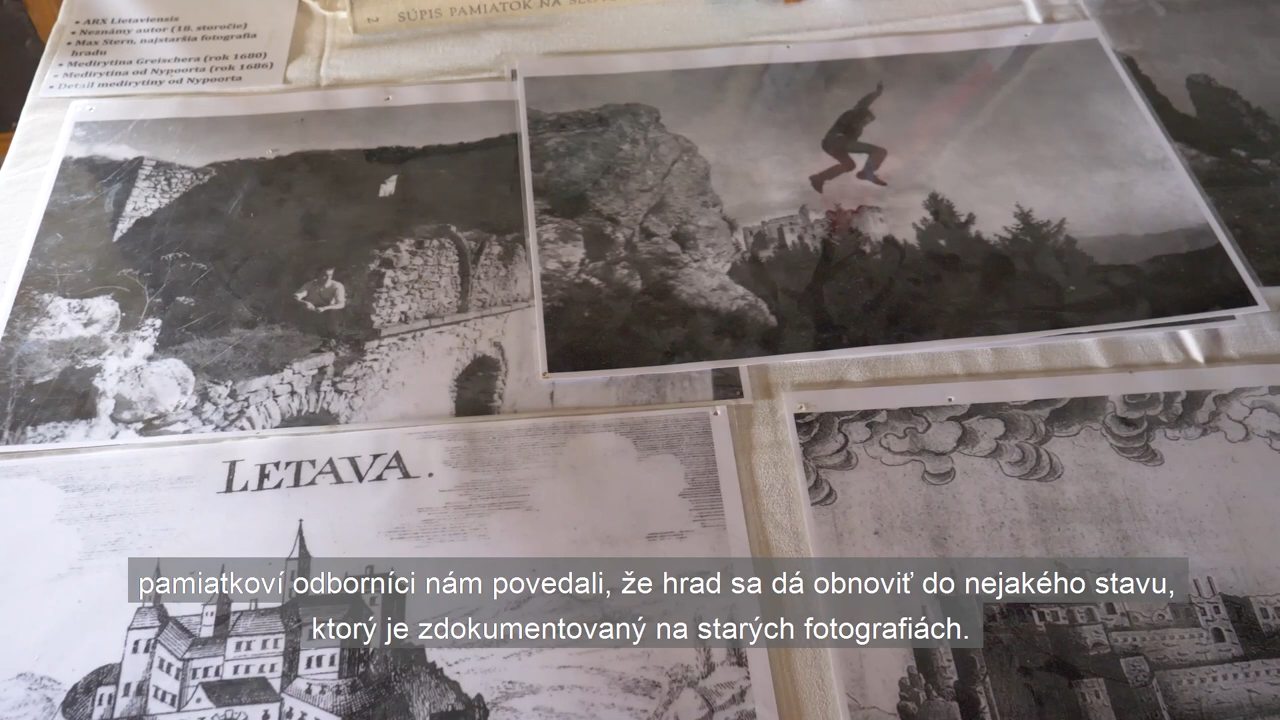 2 SÚPIS PAMIATOK NA
• ARX Lietaviensis
• Neznámy autor (18. storočie)
• Max Stern, najstaršia fotografia
hradu
• Medirytina Greischera (rok 1680)
• Medirytina od Nypoorta (rok 1686)
• Detail medirytiny od Nypoorta
LETAVA.
pamiatkoví odborníci nám povedali, že hrad sa dá obnoviť do nejakého stavu,
ktorý je zdokumentovaný na starých fotografiách.